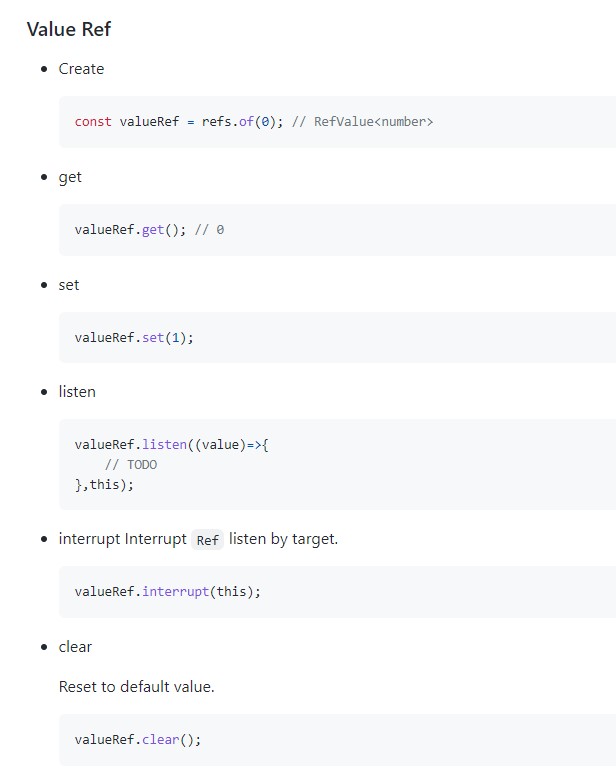 Value Ref
• Create
const valueRef = refs.of(0); // RefValue<number>
• get
valueRef.get(); // 0
• set
valueRef.set(1);
• listen
valueRef.listen((value)=>{
    // TODO
},this);
• interrupt Interrupt Ref listen by target.
valueRef.interrupt(this);
• clear
Reset to default value.
valueRef.clear();